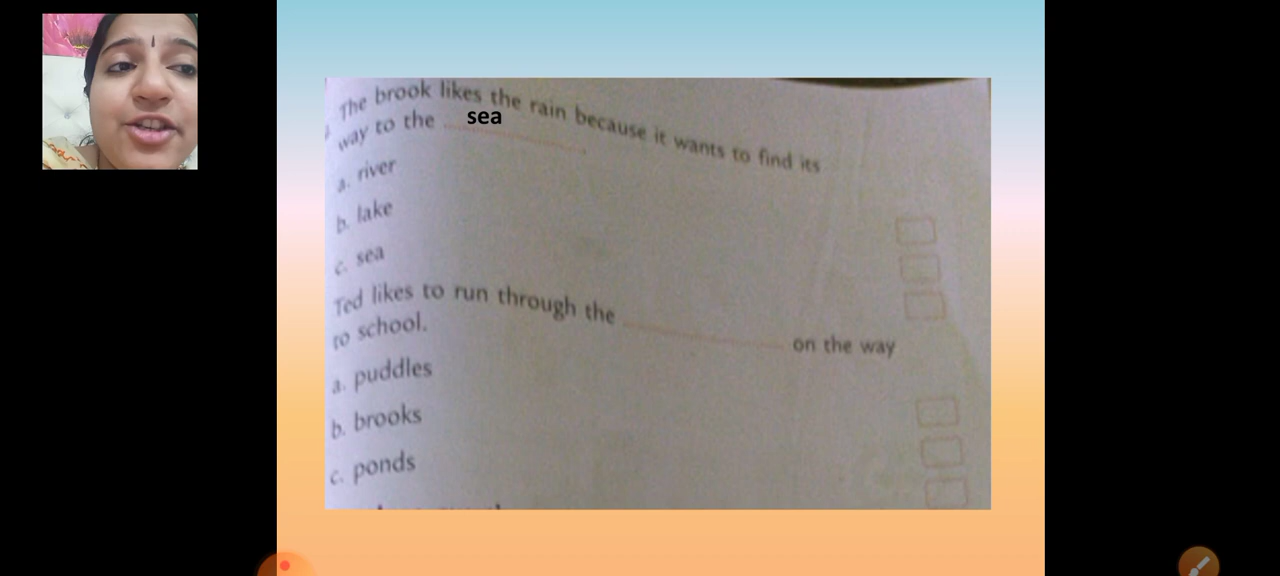 The brook likes the rain because it wants to find its
way to the sea .
a. river
b. lake
c. sea
Ted likes to run through the on the way
to school.
a. puddles
b. brooks
c. ponds